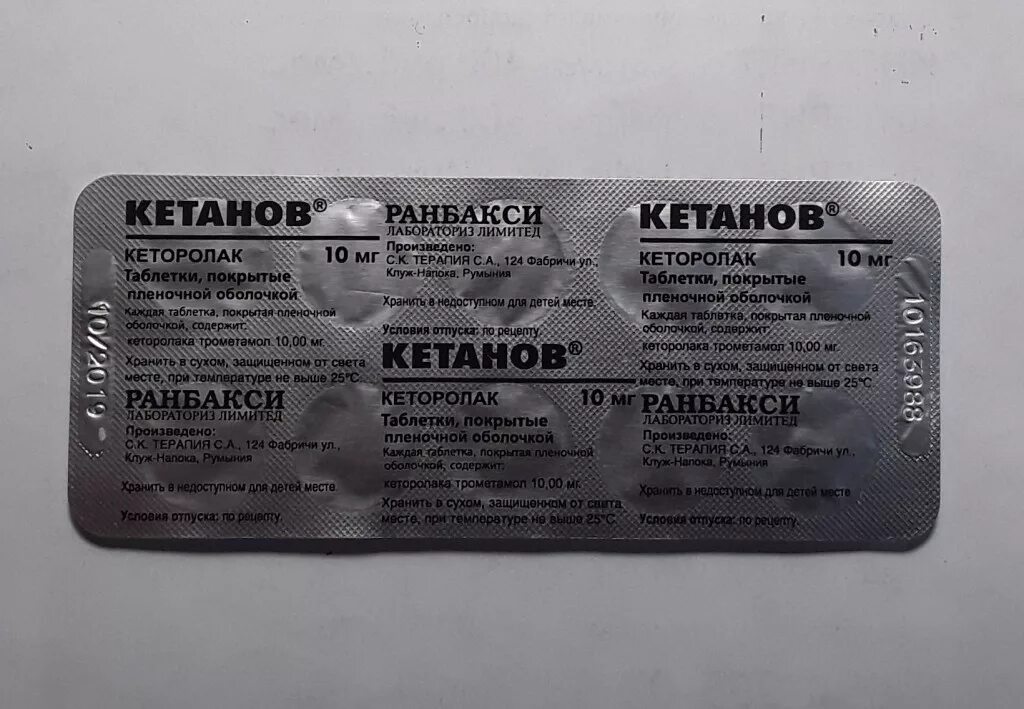 КЕТАНОВ®
КЕТОРОЛАК 10 мг
Таблетки, покрытые
пленочной оболочкой
Каждая таблетка, покрытая пленочной
оболочкой, содержит:
кеторолака трометамол 10,00 мг.
Хранить в сухом, защищенном от света
месте, при температуре не выше 25°C.
РАНБАКСИ
ЛАБОРАТОРИЗ ЛИМИТЕД
Произведено:
С.К. ТЕРАПИЯ С.А., 124 Фабричи ул.,
Клуж-Напока, Румыния
Хранить в недоступном для детей месте.
Условия отпуска: по рецепту.
РАНБАКСИ
ЛАБОРАТОРИЗ ЛИМИТЕД
Произведено:
С.К. ТЕРАПИЯ С.А., 124 Фабричи ул.,
Клуж-Напока, Румыния
Хранить в недоступном для детей месте.
Условия отпуска: по рецепту.
КЕТАНОВ®
КЕТОРОЛАК 10 мг
Таблетки, покрытые
пленочной оболочкой
Каждая таблетка, покрытая пленочной
оболочкой, содержит:
кеторолака трометамол 10,00 мг.
Хранить в сухом, защищенном от света
месте, при температуре не выше 25°C.
КЕТАНОВ®
КЕТОРОЛАК 10 мг
Таблетки, покрытые
пленочной оболочкой
Каждая таблетка, покрытая пленочной
оболочкой, содержит:
кеторолака трометамол 10,00 мг.
Хранить в сухом, защищенном от света
месте, при температуре не выше 25°C.
РАНБАКСИ
ЛАБОРАТОРИЗ ЛИМИТЕД
Произведено:
С.К. ТЕРАПИЯ С.А., 124 Фабричи ул.,
Клуж-Напока, Румыния
Хранить в недоступном для детей месте
Условия отпуска: по рецепту.
10//2019